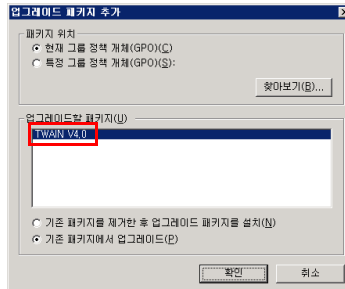 업그레이드 패키지 추가
패키지 위치
현재 그룹 정책 개체(GPO)(C)
특정 그룹 정책 개체(GPO)(S):
찾아보기(B)...
업그레이드할 패키지(U)
TWAIN V4,0
기존 패키지를 제거한 후 업그레이드 패키지를 설치(N)
기존 패키지에서 업그레이드(P)
확인
취소